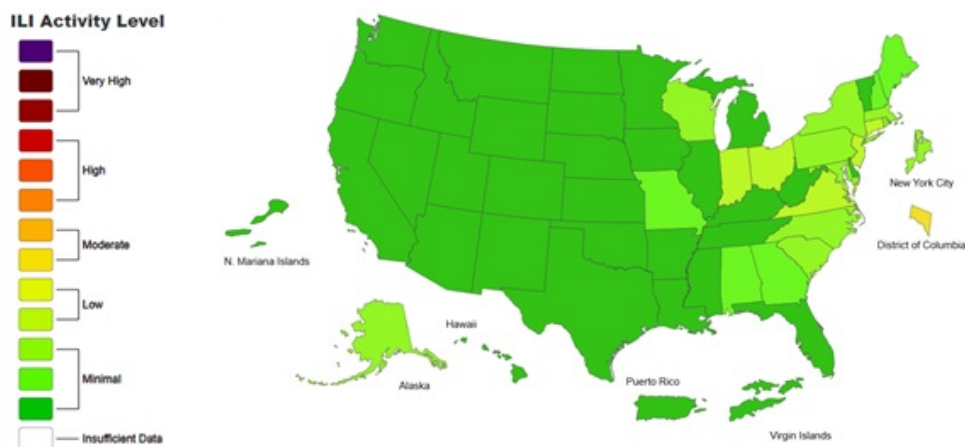 ILI Activity Level
Very High
High
Moderate
Low
Minimal
Insufficient Data
New York City
District of Columbia
N. Mariana Islands
Hawaii
Alaska
Puerto Rico
Virgin Islands